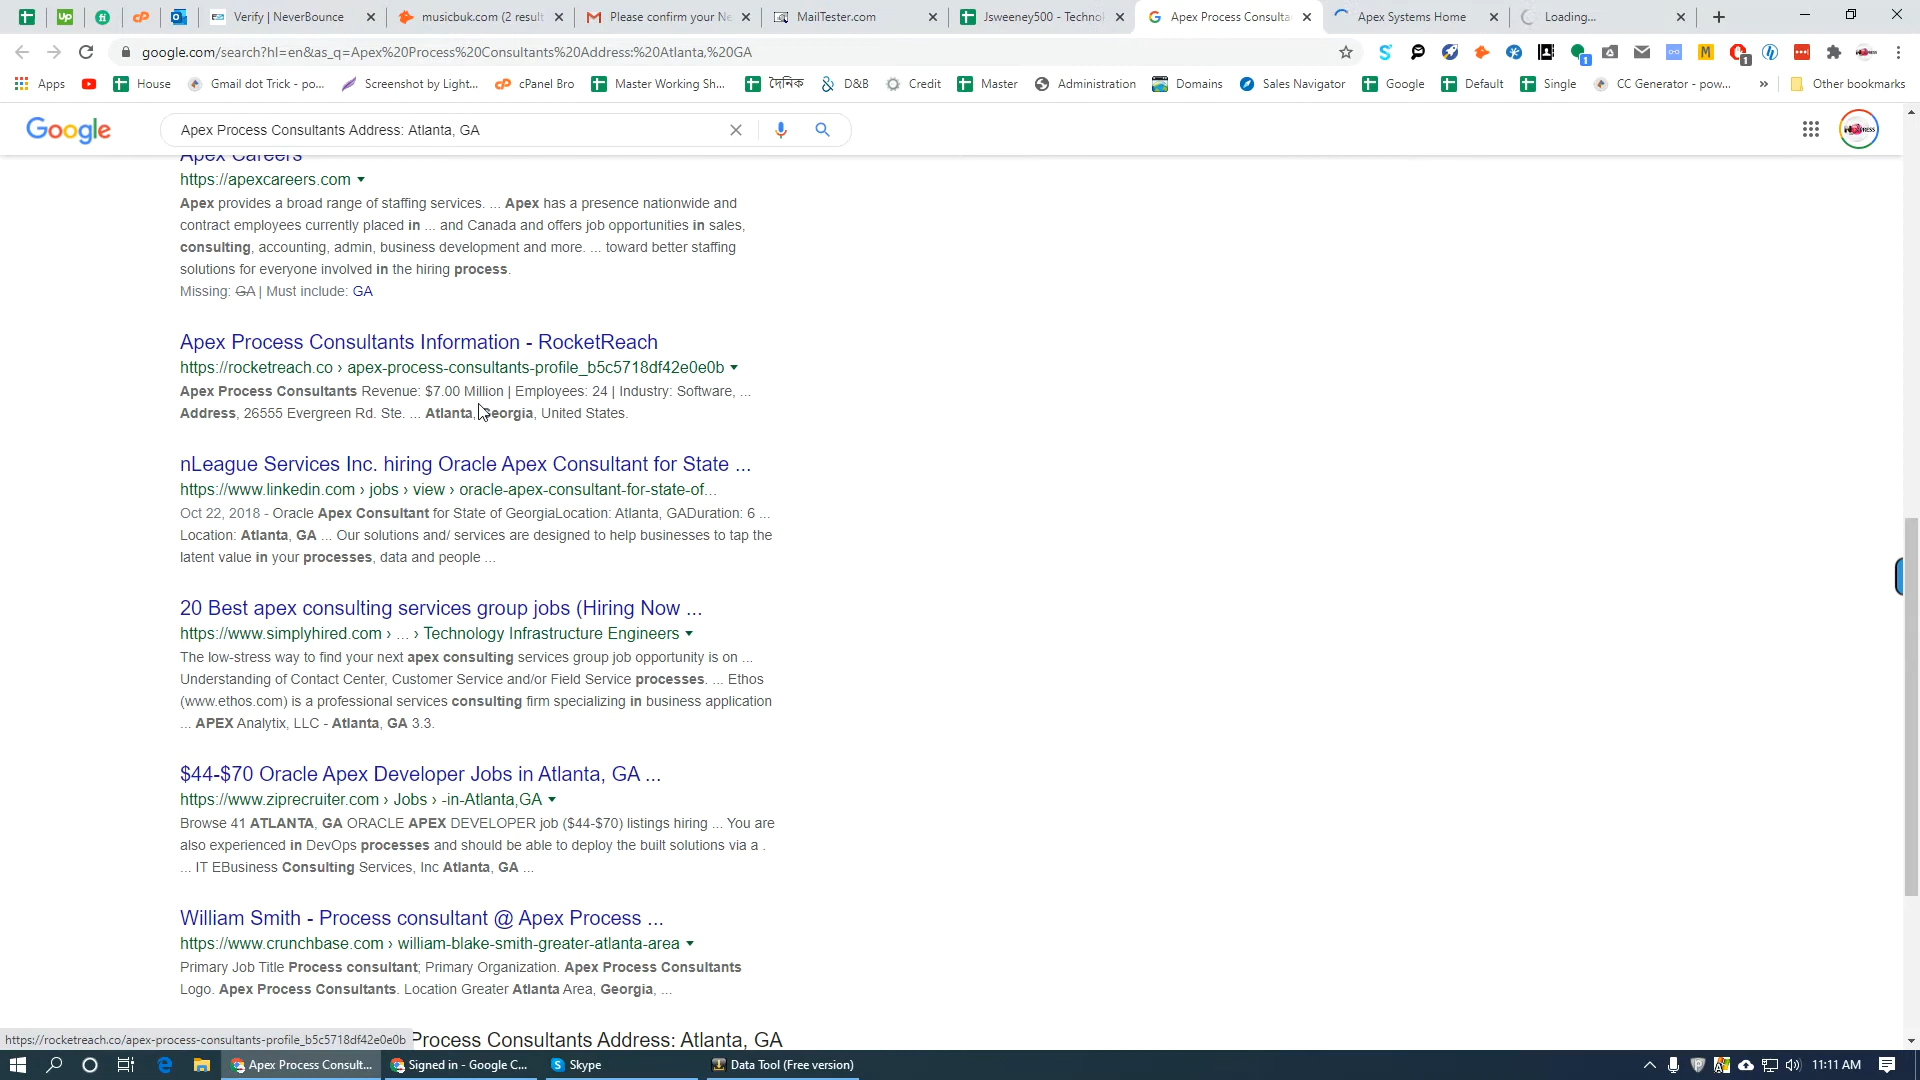 Verify | NeverBounce
musicbuk.com (2 result
Please confirm your Ne
MailTester.com
Jsweeney500 - Technol
Apex Process Consulta
Apex Systems Home
Loading...
google.com/search?hl=en&as_q=Apex%20Process%20Consultants%20Address:%20Atlanta,%20GA
Apps
House
Gmail dot Trick - po...
Screenshot by Light...
cPanel Bro
Master Working Sh...
দৈনিক
D&B
Credit
Master
Administration
Domains
Sales Navigator
Google
Default
Single
CC Generator - pow...
»
Other bookmarks
Google
Apex Process Consultants Address: Atlanta, GA
Apex Careers
https://apexcareers.com
Apex provides a broad range of staffing services. ... Apex has a presence nationwide and
contract employees currently placed in ... and Canada and offers job opportunities in sales,
consulting, accounting, admin, business development and more. ... toward better staffing
solutions for everyone involved in the hiring process.
Missing: GA | Must include: GA
Apex Process Consultants Information - RocketReach
https://rocketreach.co › apex-process-consultants-profile_b5c5718df42e0e0b
Apex Process Consultants Revenue: $7.00 Million | Employees: 24 | Industry: Software, ...
Address, 26555 Evergreen Rd. Ste. ... Atlanta, Georgia, United States.
nLeague Services Inc. hiring Oracle Apex Consultant for State ...
https://www.linkedin.com › jobs › view › oracle-apex-consultant-for-state-of...
Oct 22, 2018 - Oracle Apex Consultant for State of GeorgiaLocation: Atlanta, GADuration: 6 ...
Location: Atlanta, GA ... Our solutions and/ services are designed to help businesses to tap the
latent value in your processes, data and people ...
20 Best apex consulting services group jobs (Hiring Now ...
https://www.simplyhired.com › ... › Technology Infrastructure Engineers
The low-stress way to find your next apex consulting services group job opportunity is on ...
Understanding of Contact Center, Customer Service and/or Field Service processes. ... Ethos
(www.ethos.com) is a professional services consulting firm specializing in business application
... APEX Analytix, LLC - Atlanta, GA 3.3.
$44-$70 Oracle Apex Developer Jobs in Atlanta, GA ...
https://www.ziprecruiter.com › Jobs › -in-Atlanta,GA
Browse 41 ATLANTA, GA ORACLE APEX DEVELOPER job ($44-$70) listings hiring ... You are
also experienced in DevOps processes and should be able to deploy the built solutions via a .
... IT EBusiness Consulting Services, Inc Atlanta, GA ...
William Smith - Process consultant @ Apex Process ...
https://www.crunchbase.com › william-blake-smith-greater-atlanta-area
Primary Job Title Process consultant; Primary Organization. Apex Process Consultants
Logo. Apex Process Consultants. Location Greater Atlanta Area, Georgia, ...
https://rocketreach.co/apex-process-consultants-profile_b5c5718df42e0e0b
Process Consultants Address: Atlanta, GA
Apex Process Consult...
Signed in - Google C...
Skype
Data Tool (Free version)
11:11 AM